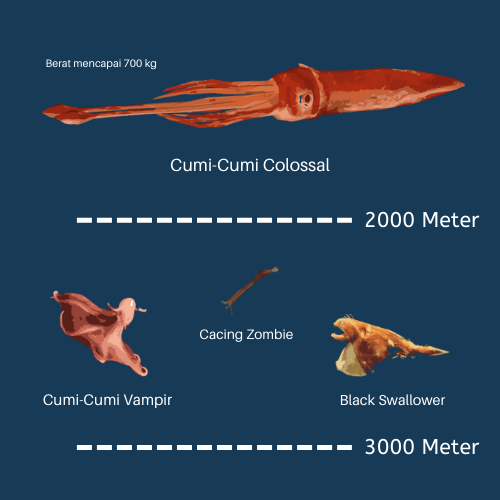 Berat mencapai 700 kg
Cumi-Cumi Colossal
2000 Meter
Cacing Zombie
Cumi-Cumi Vampir
Black Swallower
3000 Meter